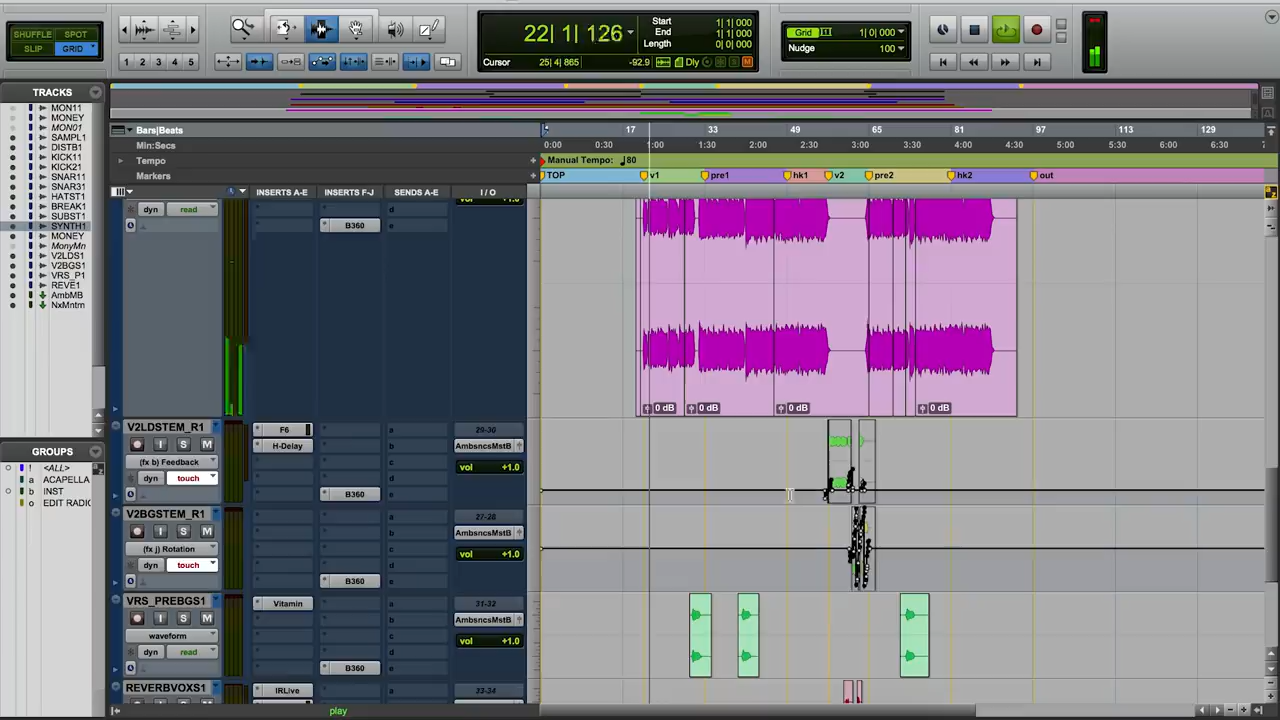 SHUFFLE SPOT
SLIP GRID
1 2 3 4 5
22| 1| 126
Start 1| 1| 000
End 1| 1| 000
Length 0| 0| 000
Cursor 25| 4| 865 -92.9 Dly M
Grid 1| 0| 000
Nudge 100
TRACKS
MON11
MONEY
MON01
SAMPL1
DISTB1
KICK11
KICK21
SNAR11
SNAR31
HATST1
BREAK1
SUBST1
SYNTH1
MONEY
MonyMn
V2LDS1
V2BGS1
VRS_P1
REVE1
AmbMB
NxMntrn
GROUPS
! <ALL>
a ACAPELLA
b INST
o EDIT RADIO
Bars|Beats 17 33 49 65 81 97 113 129
Min:Secs 0:00 0:30 1:00 1:30 2:00 2:30 3:00 3:30 4:00 4:30 5:00 5:30 6:00 6:30
Tempo Manual Tempo: 80
Markers TOP v1 pre1 hk1 v2 pre2 hk2 out
INSERTS A-E INSERTS F-J SENDS A-E I / O
dyn read d
B360 e
0 dB 0 dB 0 dB 0 dB
V2LDSTEM_R1 F6 a 29-30
I S M H-Delay b AmbsncsMstB
(fx b) Feedback c vol +1.0
dyn touch d
B360 e
V2BGSTEM_R1 a 27-28
I S M b AmbsncsMstB
(fx j) Rotation c vol +1.0
dyn touch d
B360 e
VRS_PREBGS1 Vitamin a 31-32
I S M b AmbsncsMstB
waveform c vol +1.0
dyn read d
B360 e
REVERBVOXS1 IRLive a 23-34
play